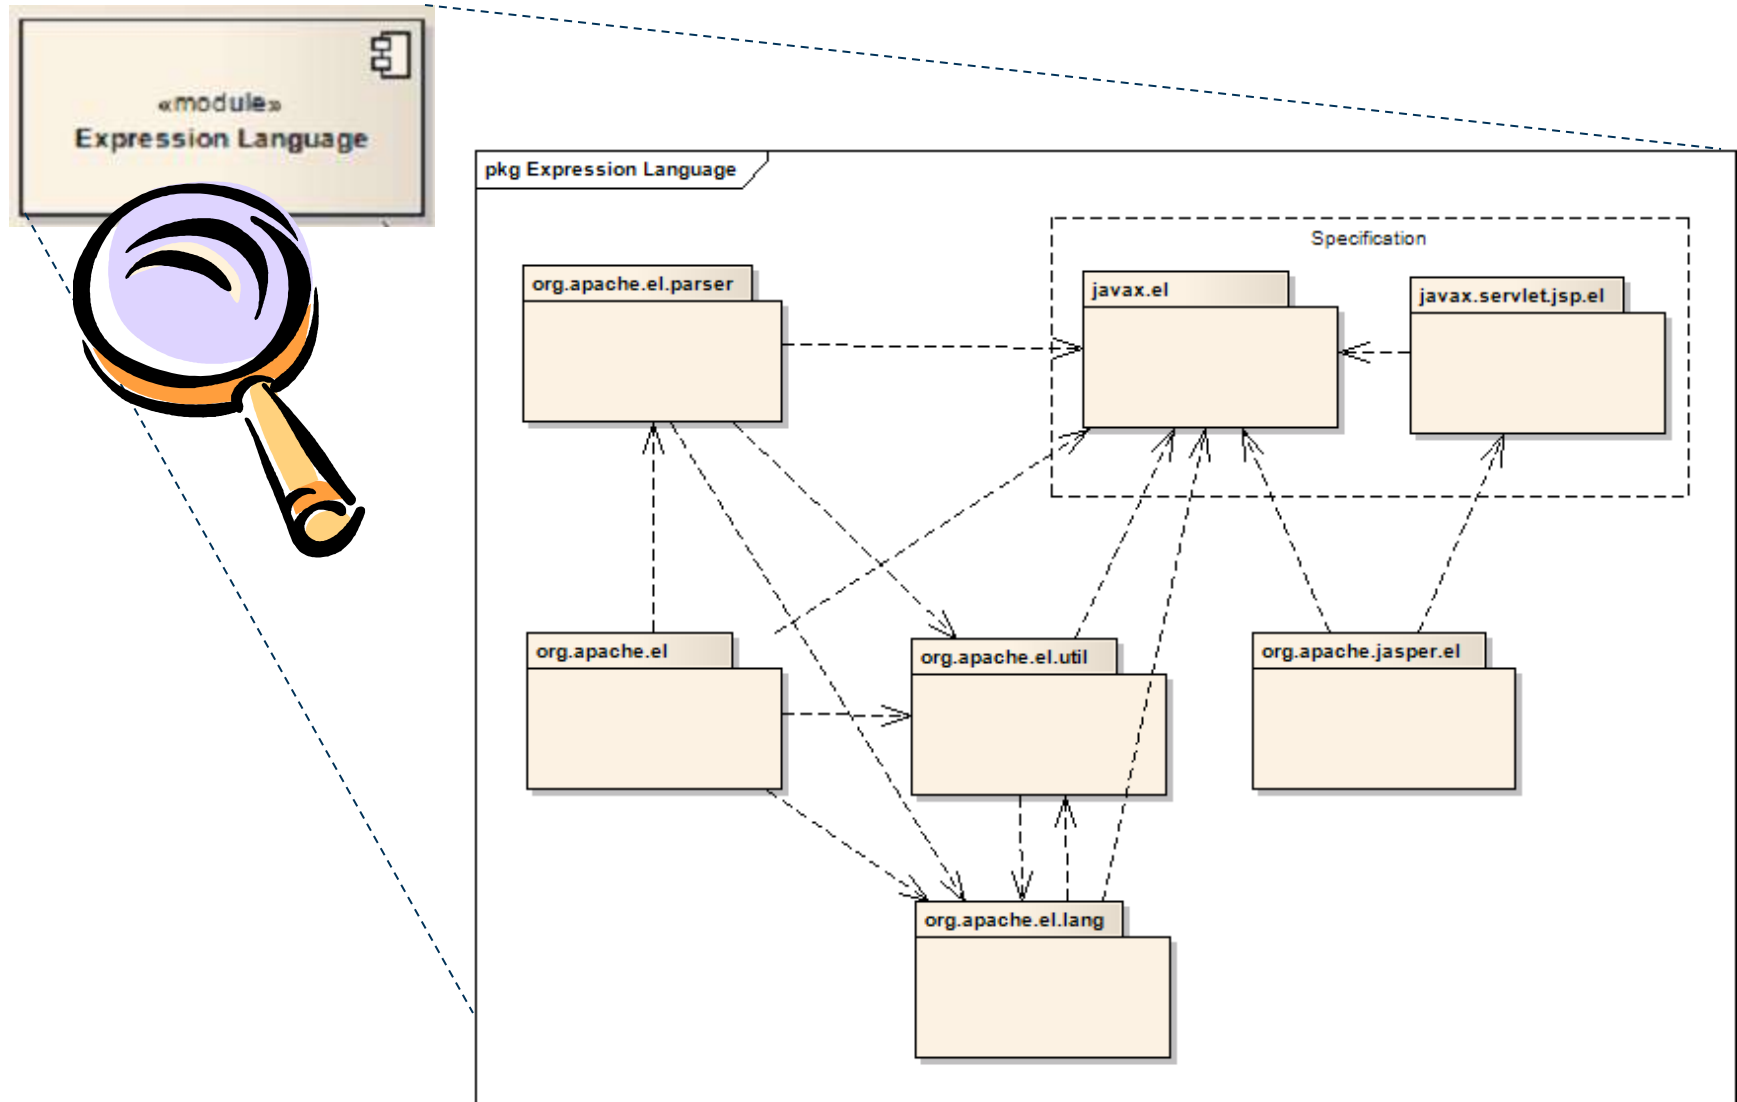 «module»
Expression Language
pkg Expression Language
Specification
org.apache.el.parser
javax.el
javax.servlet.jsp.el
org.apache.el
org.apache.el.util
org.apache.jasper.el
org.apache.el.lang